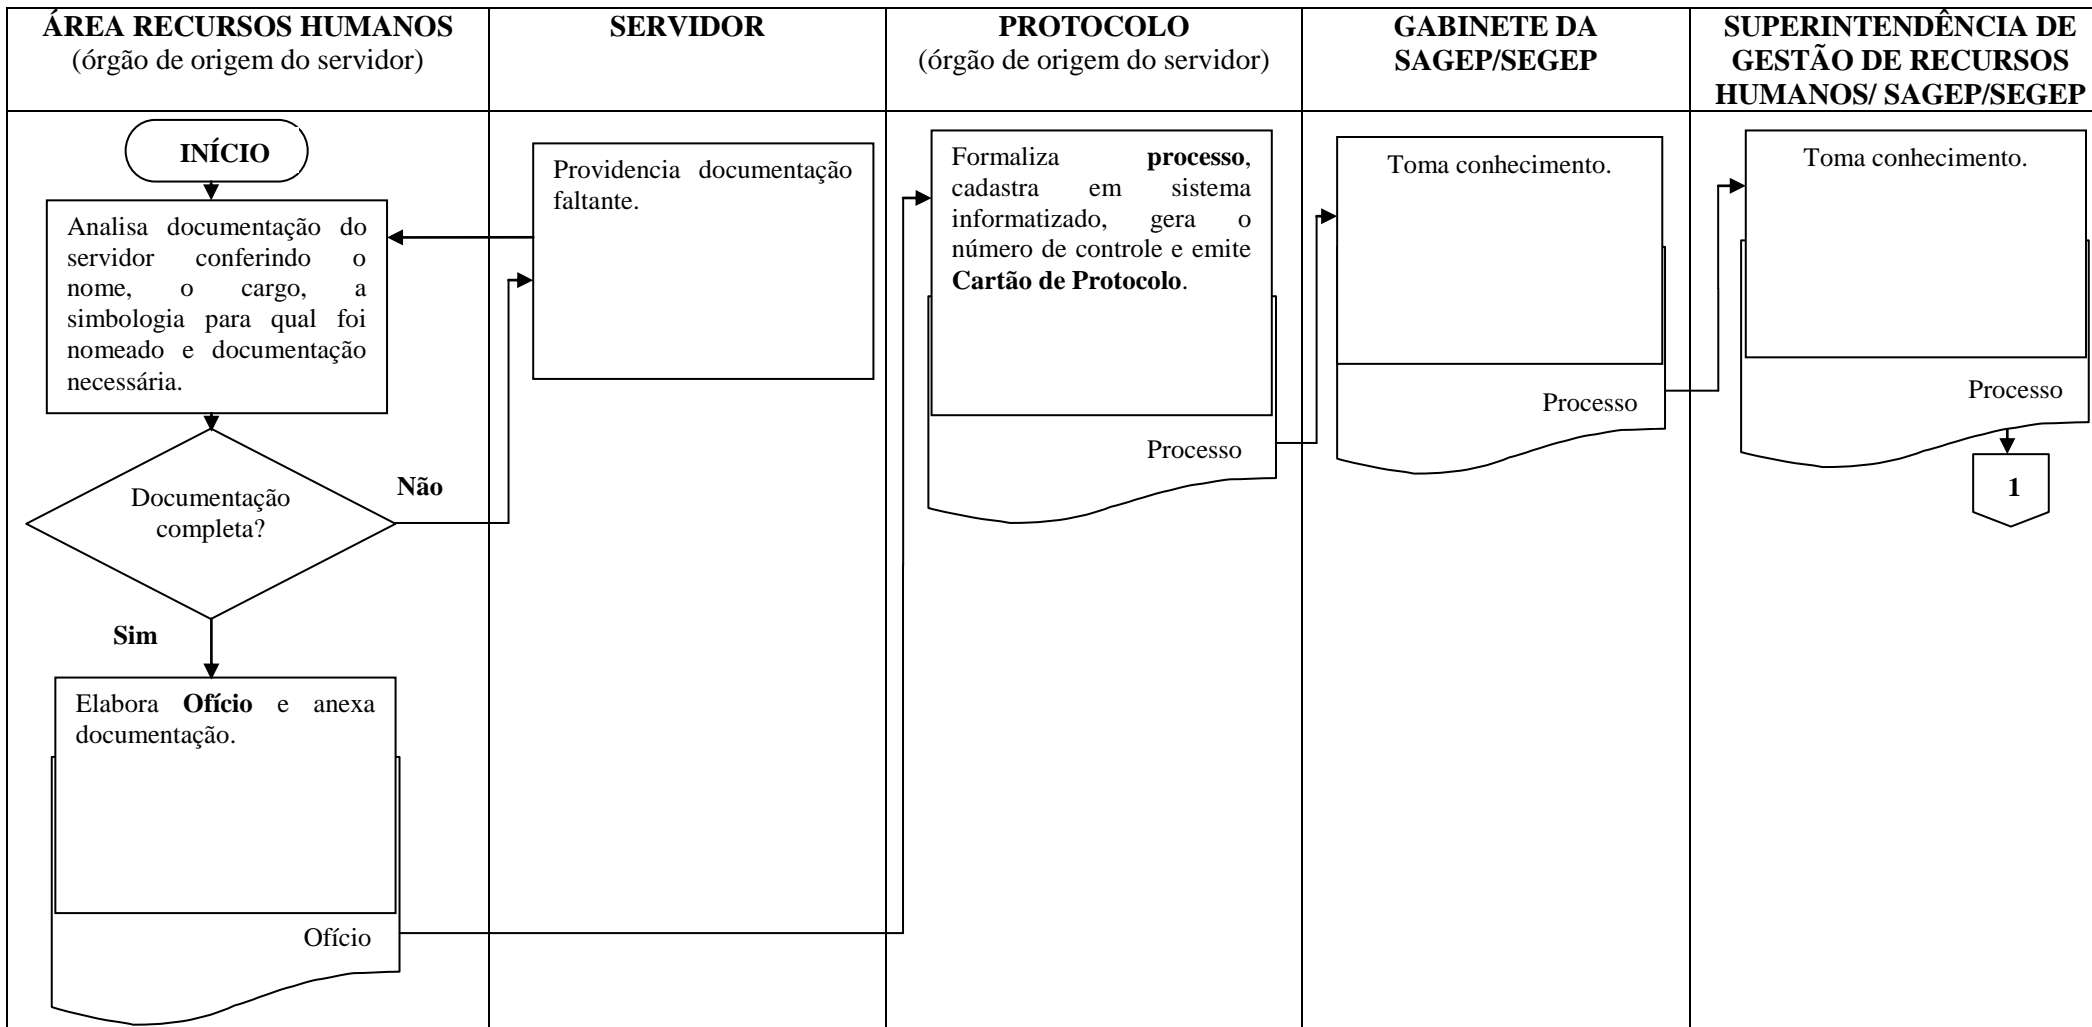 ÁREA RECURSOS HUMANOS
(órgão de origem do servidor)
SERVIDOR
PROTOCOLO
(órgão de origem do servidor)
GABINETE DA
SAGEP/SEGEP
SUPERINTENDÊNCIA DE
GESTÃO DE RECURSOS
HUMANOS/ SAGEP/SEGEP
INÍCIO
Analisa documentação do
servidor conferindo o
nome, o cargo, a
simbologia para qual foi
nomeado e documentação
necessária.
Documentação
completa?
Não
Sim
Elabora Ofício e anexa
documentação.
Ofício
Providencia documentação
faltante.
Formaliza processo,
cadastra em sistema
informatizado, gera o
número de controle e emite
Cartão de Protocolo.
Processo
Toma conhecimento.
Processo
Toma conhecimento.
Processo
1